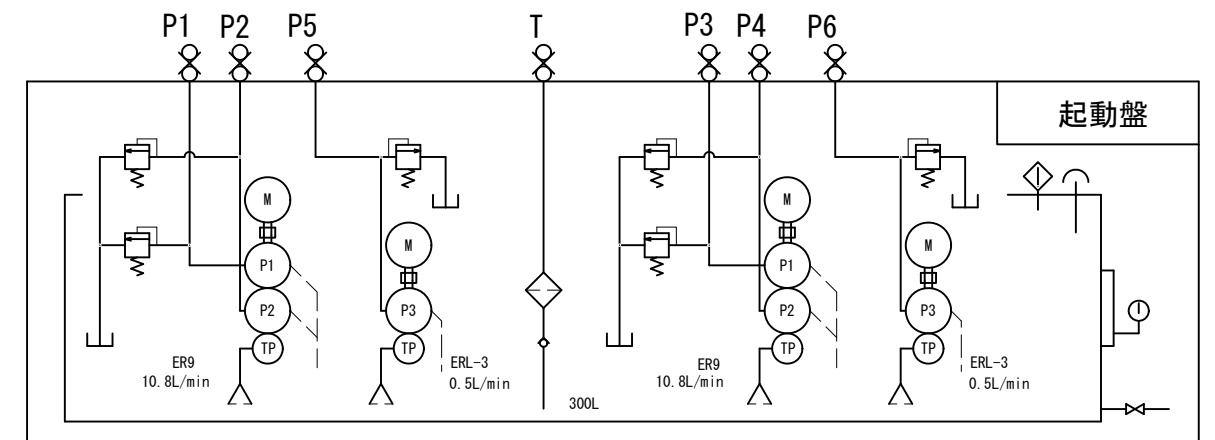 P1 P2 P5 T P3 P4 P6
起動盤
M
M
P1
P2
P3
TP
TP
ER9
10.8L/min
ERL-3
0.5L/min
300L
M
M
P1
P2
P3
TP
TP
ER9
10.8L/min
ERL-3
0.5L/min